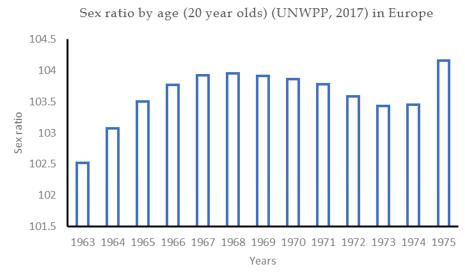 Sex ratio by age (20 year olds) (UNWPP, 2017) in Europe
104.5
104
103.5
103
102.5
102
101.5
Sex ratio
1963 1964 1965 1966 1967 1968 1969 1970 1971 1972 1973 1974 1975
Years